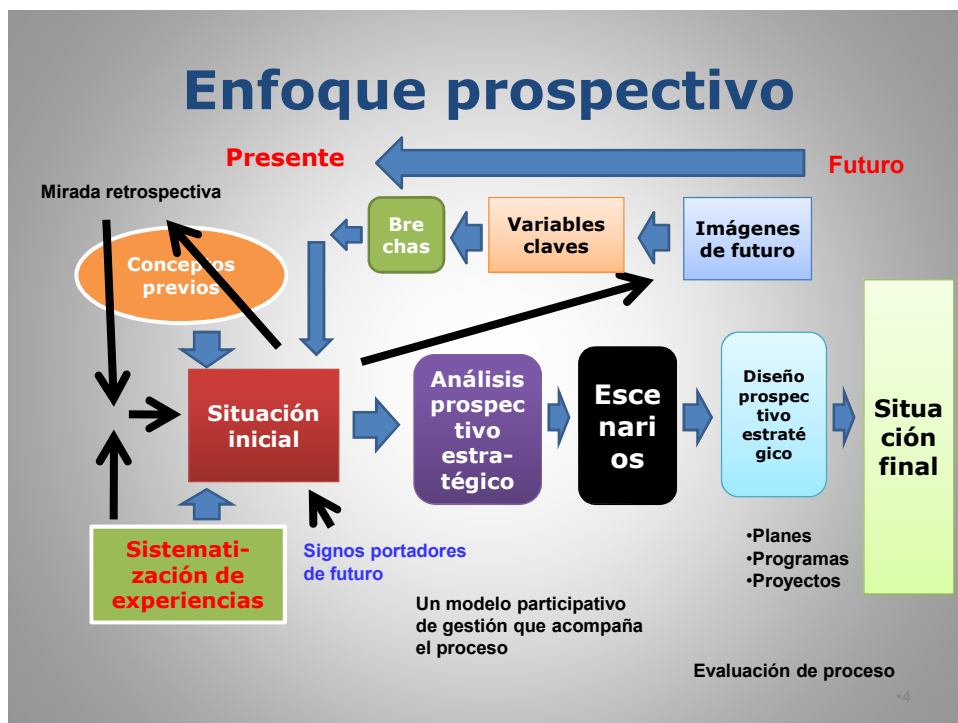 Enfoque prospectivo
Presente
Futuro
Mirada retrospectiva
Bre
chas
Variables
claves
Imágenes
de futuro
Conceptos
previos
Situación
inicial
Análisis
prospec
tivo
estra-
tégico
Esce
nari
os
Diseño
prospec
tivo
estraté
gico
Situa
ción
final
Sistemati-
zación de
experiencias
Signos portadores
de futuro
•Planes
•Programas
•Proyectos
Un modelo participativo
de gestión que acompaña
el proceso
Evaluación de proceso
•4